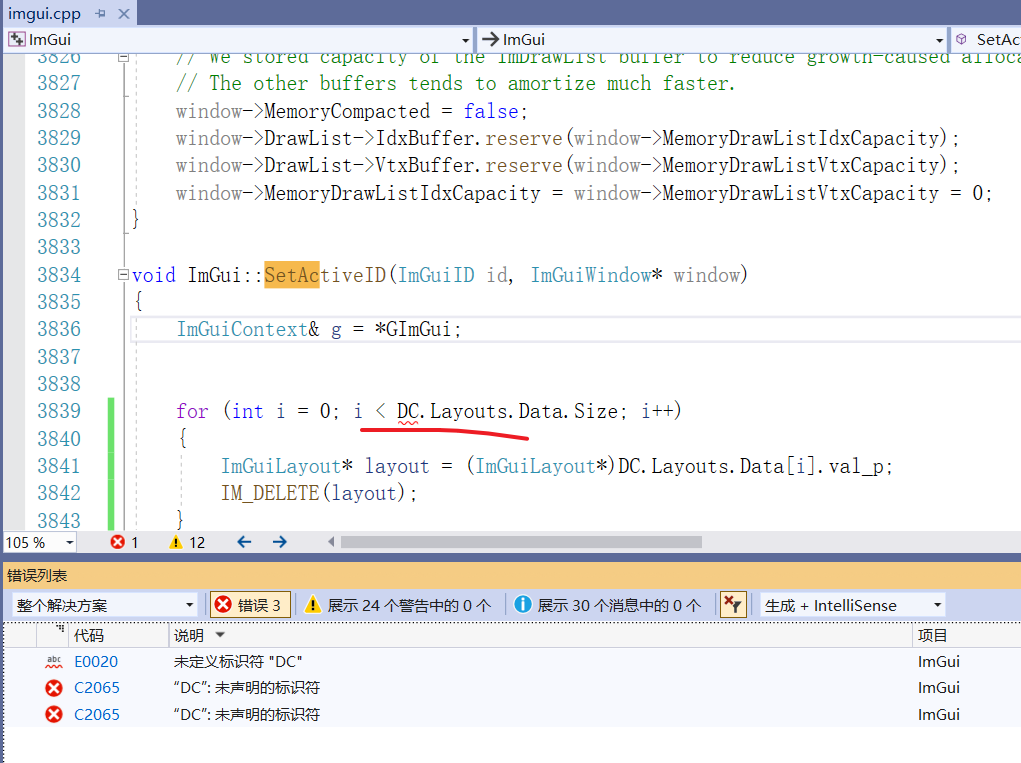 imgui.cpp
ImGui
ImGui
SetAc
3826 // We stored capacity of the ImDrawList buffer to reduce growth-caused alloca
3827 // The other buffers tends to amortize much faster.
3828 window->MemoryCompacted = false;
3829 window->DrawList->IdxBuffer.reserve(window->MemoryDrawListIdxCapacity);
3830 window->DrawList->VtxBuffer.reserve(window->MemoryDrawListVtxCapacity);
3831 window->MemoryDrawListIdxCapacity = window->MemoryDrawListVtxCapacity = 0;
3832 }
3833
3834 void ImGui::SetActiveID(ImGuiID id, ImGuiWindow* window)
3835 {
3836 ImGuiContext& g = *GImGui;
3837
3838
3839 for (int i = 0; i < DC.Layouts.Data.Size; i++)
3840 {
3841 ImGuiLayout* layout = (ImGuiLayout*)DC.Layouts.Data[i].val_p;
3842 IM_DELETE(layout);
3843 }
105 % 1 12
错误列表
整个解决方案 错误 3 展示 24 个警告中的 0 个 展示 30 个消息中的 0 个 生成 + IntelliSense
代码 说明 项目
abc E0020 未定义标识符 "DC" ImGui
C2065 “DC”: 未声明的标识符 ImGui
C2065 “DC”: 未声明的标识符 ImGui